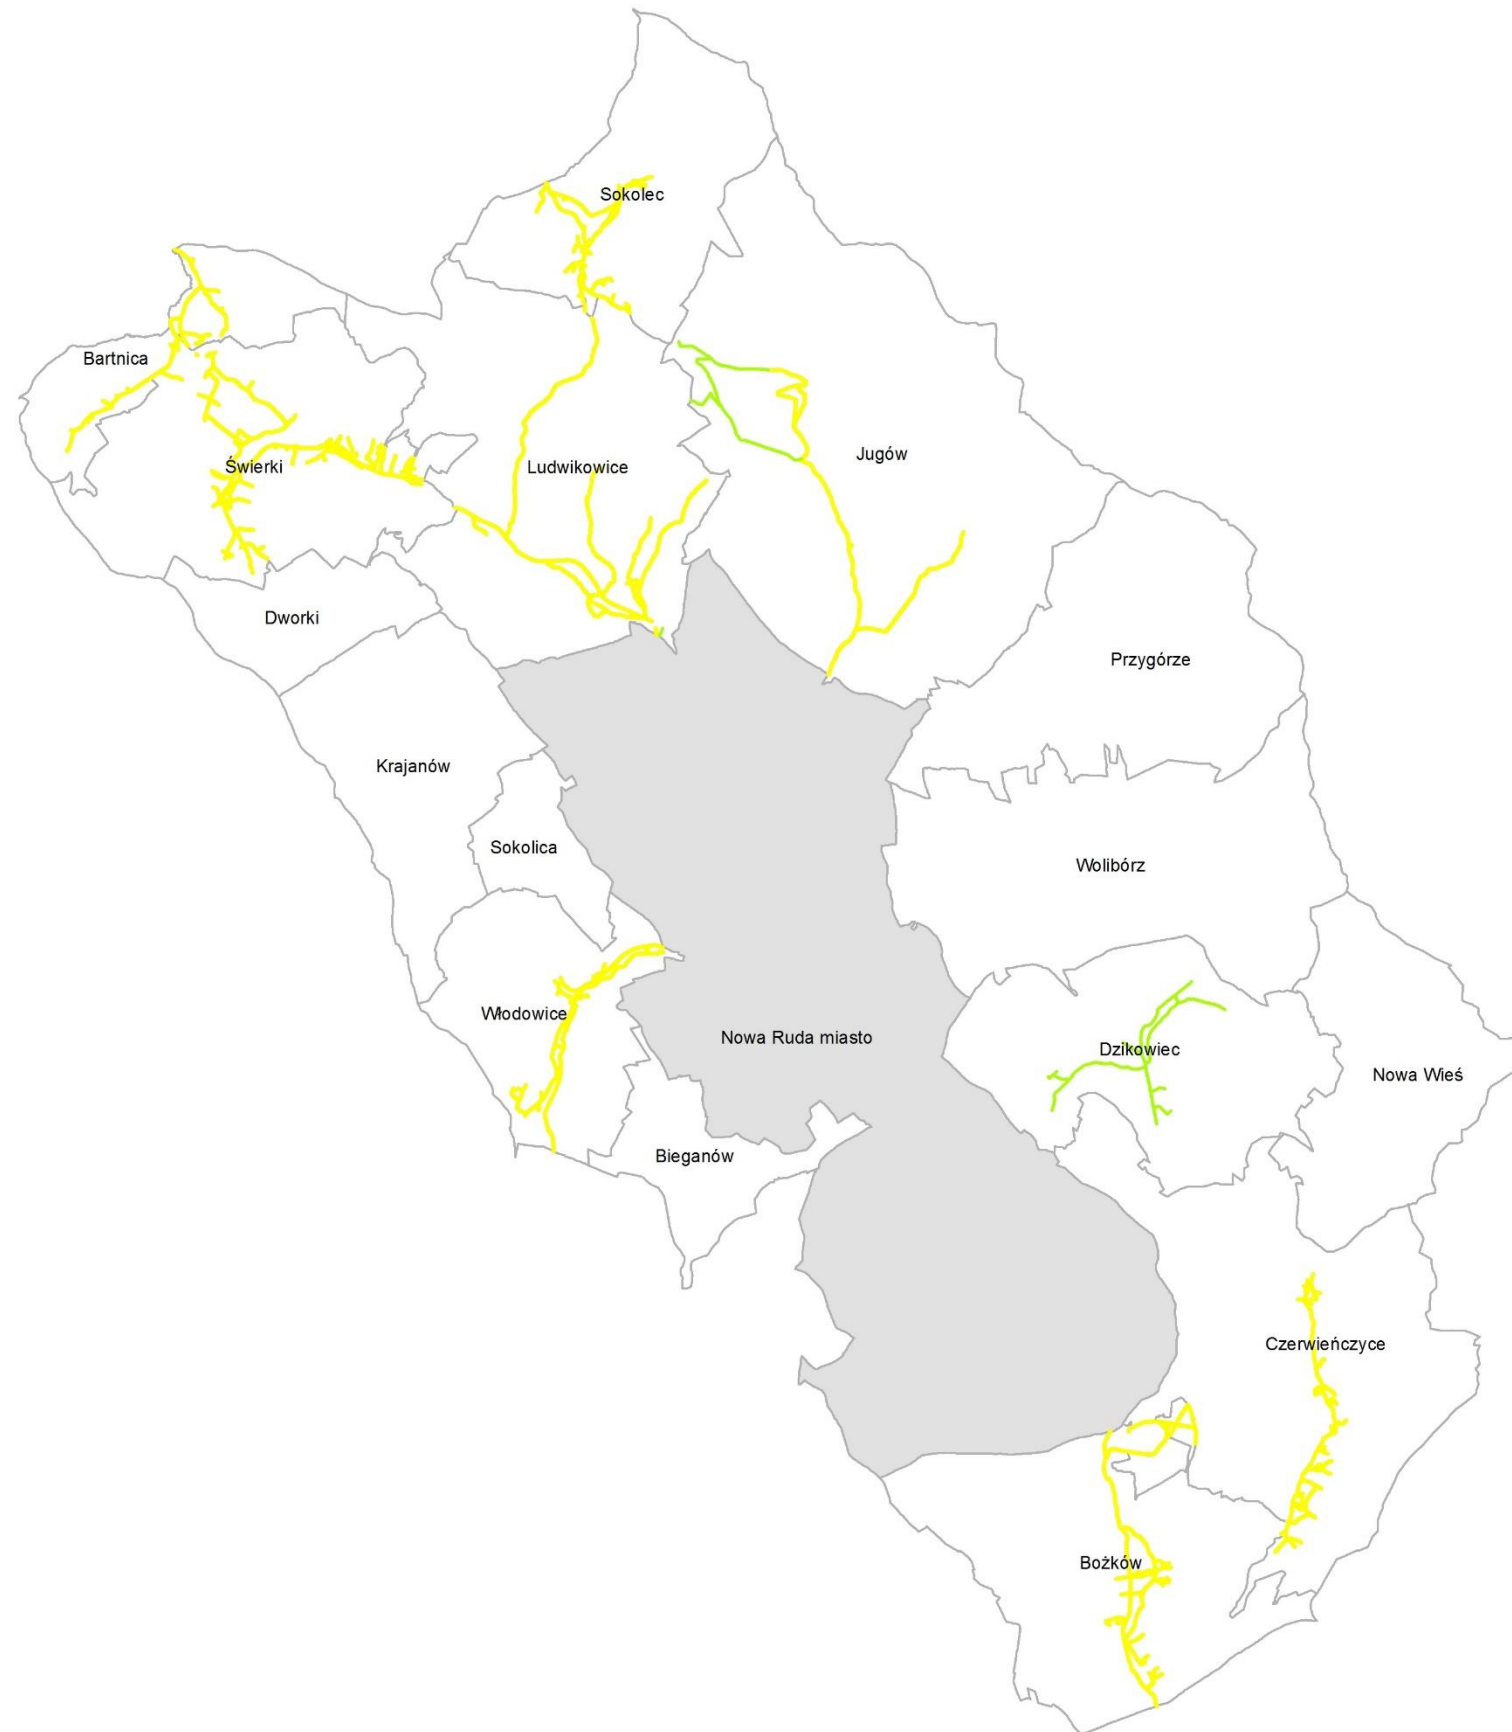 Sokolec
Bartnica
Jugów
Świerki
Ludwikowice
Dworki
Przygórze
Krajanów
Sokolica
Wolibórz
Włodowice
Nowa Ruda miasto
Dzikowiec
Nowa Wieś
Bieganów
Czerwieńczyce
Bożków